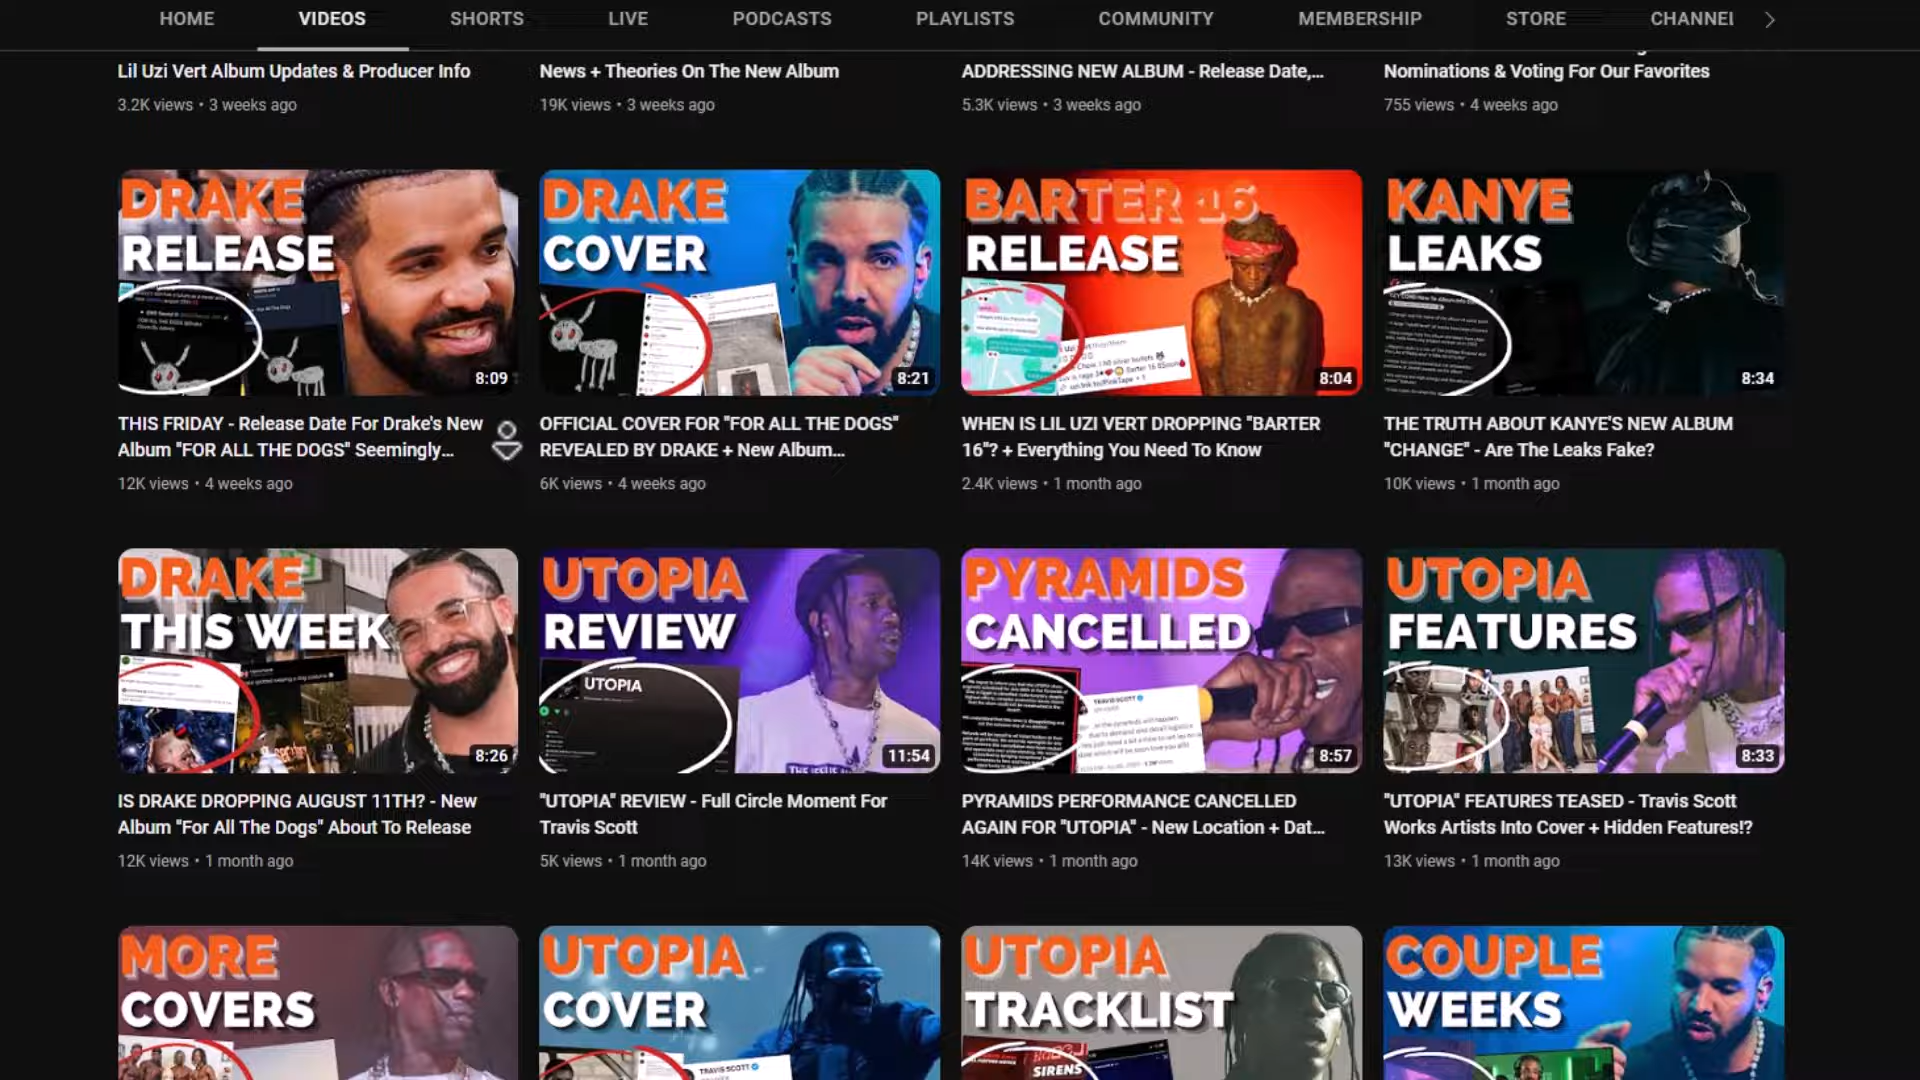 HOME VIDEOS SHORTS LIVE PODCASTS PLAYLISTS COMMUNITY MEMBERSHIP STORE CHANNEL
Lil Uzi Vert Album Updates & Producer Info
3.2K views • 3 weeks ago
News + Theories On The New Album
19K views • 3 weeks ago
ADDRESSING NEW ALBUM - Release Date,...
5.3K views • 3 weeks ago
Nominations & Voting For Our Favorites
755 views • 4 weeks ago
DRAKE
RELEASE
8:09
THIS FRIDAY - Release Date For Drake's New
Album "FOR ALL THE DOGS" Seemingly...
12K views • 4 weeks ago
DRAKE
COVER
8:21
OFFICIAL COVER FOR "FOR ALL THE DOGS"
REVEALED BY DRAKE + New Album...
6K views • 4 weeks ago
BARTER 16
RELEASE
8:04
WHEN IS LIL UZI VERT DROPPING "BARTER
16"? + Everything You Need To Know
2.4K views • 1 month ago
KANYE
LEAKS
8:34
THE TRUTH ABOUT KANYE'S NEW ALBUM
"CHANGE" - Are The Leaks Fake?
10K views • 1 month ago
DRAKE
THIS WEEK
8:26
IS DRAKE DROPPING AUGUST 11TH? - New
Album "For All The Dogs" About To Release
12K views • 1 month ago
UTOPIA
REVIEW
UTOPIA
11:54
"UTOPIA" REVIEW - Full Circle Moment For
Travis Scott
5K views • 1 month ago
PYRAMIDS
CANCELLED
TRAVIS SCOTT
8:57
PYRAMIDS PERFORMANCE CANCELLED
AGAIN FOR "UTOPIA" - New Location + Dat...
14K views • 1 month ago
UTOPIA
FEATURES
8:33
"UTOPIA" FEATURES TEASED - Travis Scott
Works Artists Into Cover + Hidden Features!?
13K views • 1 month ago
MORE
COVERS
UTOPIA
COVER
TRAVIS SCOTT
UTOPIA
TRACKLIST
SIRENS
COUPLE
WEEKS